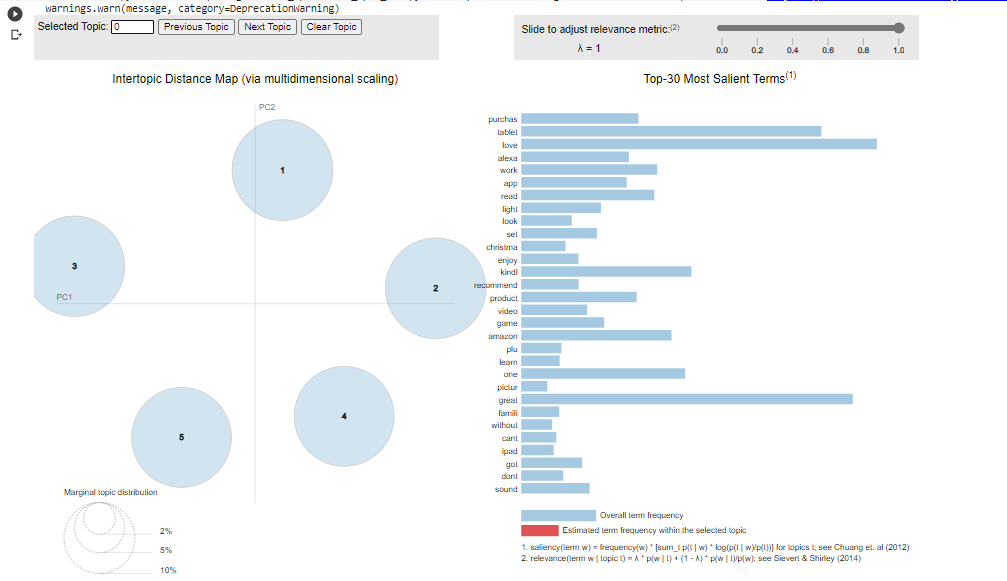 warnings.warn(message, category=DeprecationWarning)
Selected Topic: 0 Previous Topic Next Topic Clear Topic
Slide to adjust relevance metric:(2)
λ = 1
0.0 0.2 0.4 0.6 0.8 1.0
Intertopic Distance Map (via multidimensional scaling)
PC2
1
3
PC1
2
4
5
Marginal topic distribution
2%
5%
10%
Top-30 Most Salient Terms(1)
purchas
tablet
love
alexa
work
app
read
light
look
set
christma
enjoy
kindl
recommend
product
video
game
amazon
plu
learn
one
pictur
great
famili
without
cant
ipad
got
dont
sound
Overall term frequency
Estimated term frequency within the selected topic
1. saliency(term w) = frequency(w) * [sum_t p(t | w) * log(p(t | w)/p(t))] for topics t; see Chuang et. al (2012)
2. relevance(term w | topic t) = λ * p(w | t) + (1 - λ) * p(w | t)/p(w); see Sievert & Shirley (2014)